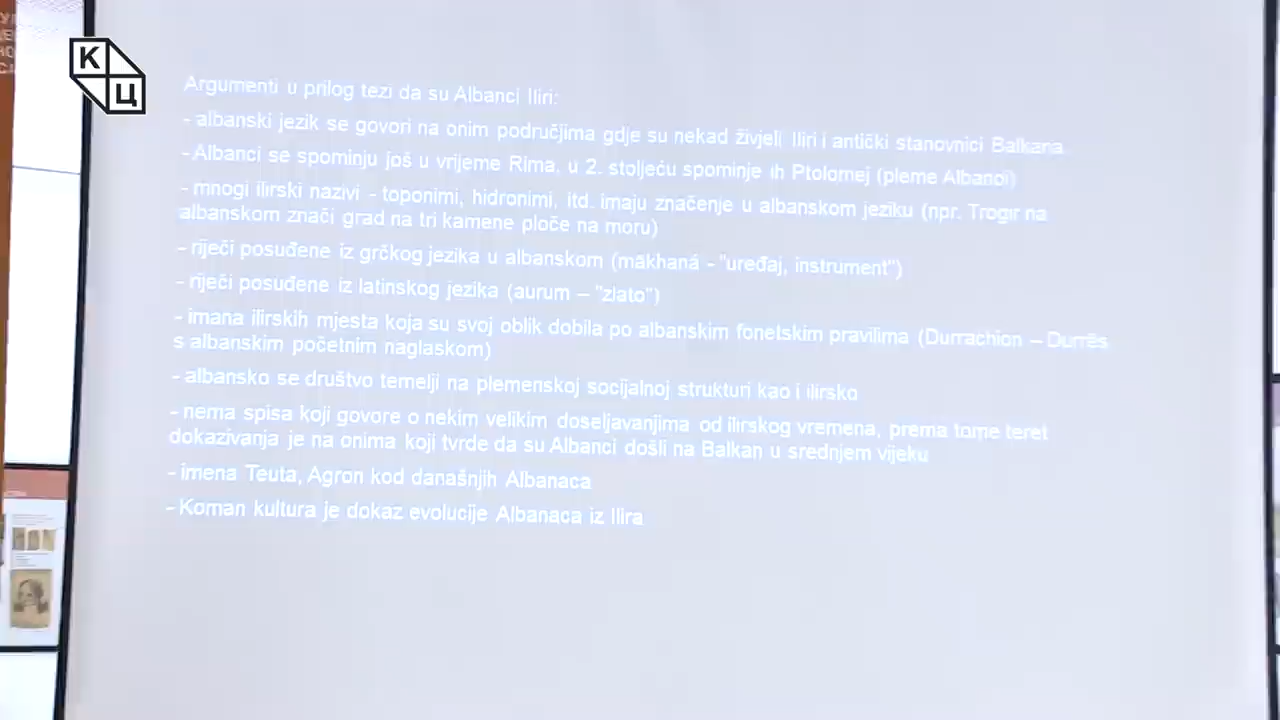 К
Ц
Argumenti u prilog tezi da su Albanci Iliri:
- albanski jezik se govori na onim područjima gdje su nekad živjeli Iliri i antički stanovnici Balkana
- Albanci se spominju još u vrijeme Rima, u 2. stoljeću spominje ih Ptolomej (pleme Albanoi)
- mnogi ilirski nazivi - toponimi, hidronimi, itd. imaju značenje u albanskom jeziku (npr. Trogir na
albanskom znači grad na tri kamene ploče na moru)
- riječi posuđene iz grčkog jezika u albanskom (mākhaná - "uređaj, instrument")
- riječi posuđene iz latinskog jezika (aurum – "zlato")
- imana ilirskih mjesta koja su svoj oblik dobila po albanskim fonetskim pravilima (Durrachion – Durrës
s albanskim početnim naglaskom)
- albansko se društvo temelji na plemenskoj socijalnoj strukturi kao i ilirsko
- nema spisa koji govore o nekim velikim doseljavanjima od ilirskog vremena, prema tome teret
dokazivanja je na onima koji tvrde da su Albanci došli na Balkan u srednjem vijeku
- imena Teuta, Agron kod današnjih Albanaca
- Koman kultura je dokaz evolucije Albanaca iz Ilira